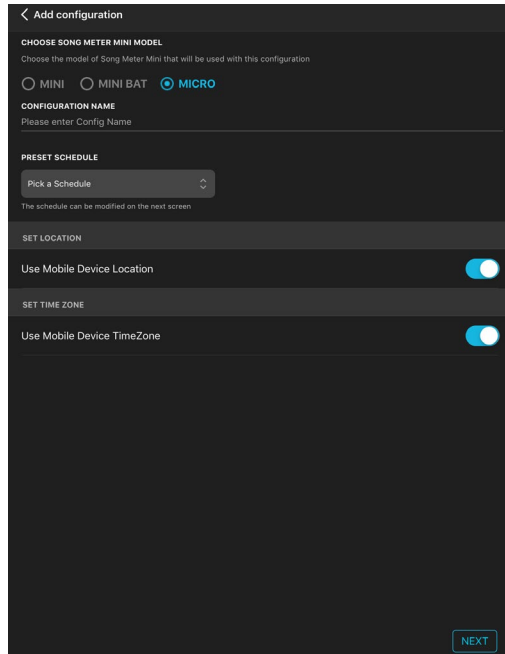 Add configuration
CHOOSE SONG METER MINI MODEL
Choose the model of Song Meter Mini that will be used with this configuration
MINI MINI BAT MICRO
CONFIGURATION NAME
Please enter Config Name
PRESET SCHEDULE
Pick a Schedule
The schedule can be modified on the next screen
SET LOCATION
Use Mobile Device Location
SET TIME ZONE
Use Mobile Device TimeZone
NEXT